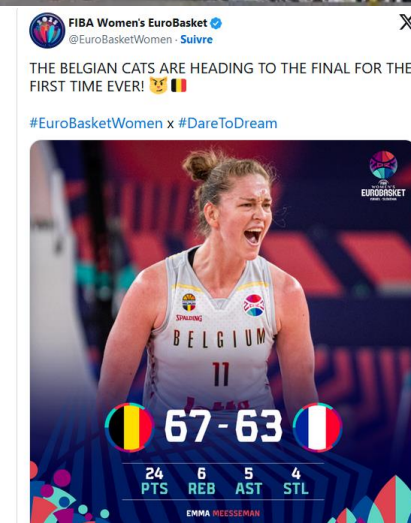 FIBA Women's EuroBasket
@EuroBasketWomen · Suivre
THE BELGIAN CATS ARE HEADING TO THE FINAL FOR THE
FIRST TIME EVER! 😼🇧🇪
#EuroBasketWomen x #DareToDream
WOMEN'S
EUROBASKET
SPALDING
BELGIUM
11
67-63
24 6 5 4
PTS REB AST STL
EMMA MEESSEMAN